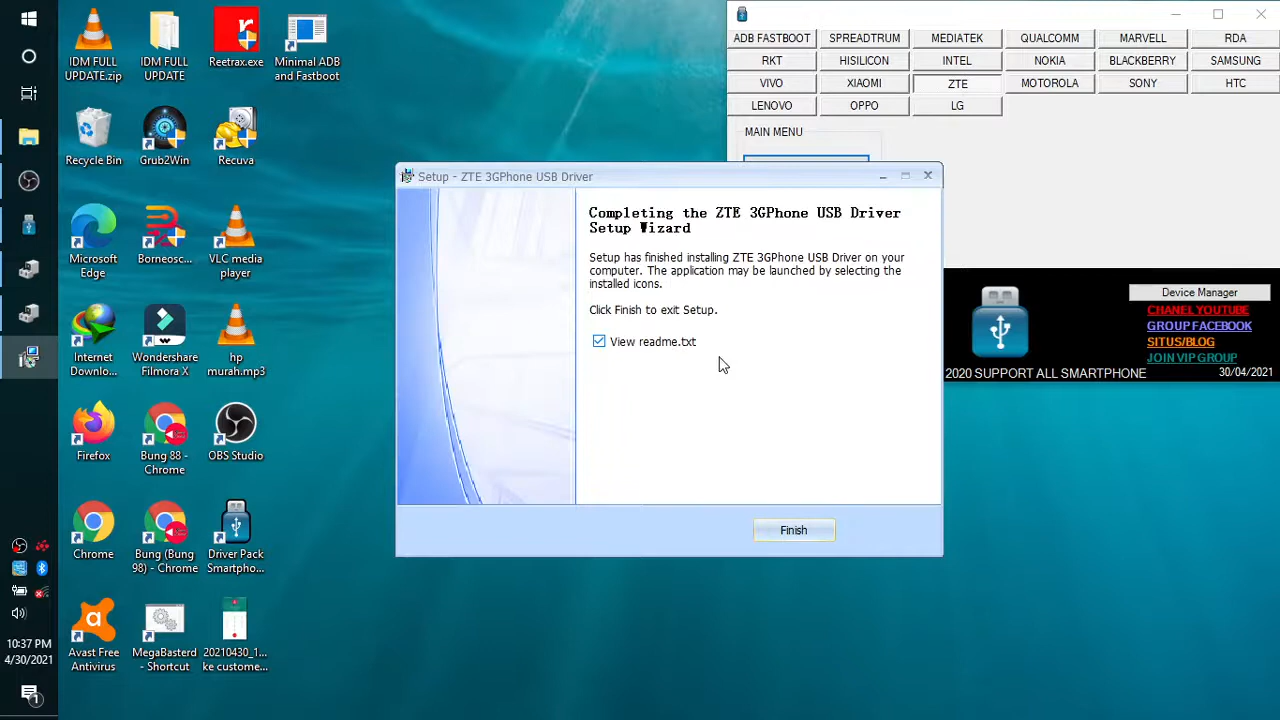 IDM FULL
UPDATE.zip
IDM FULL
UPDATE
Reetrax.exe
Minimal ADB
and Fastboot
Recycle Bin
Grub2Win
Recuva
Microsoft
Edge
Borneosc...
VLC media
player
Internet
Downlo...
Wondershare
Filmora X
hp
murah.mp3
Firefox
Bung 88 -
Chrome
OBS Studio
Chrome
Bung (Bung
98) - Chrome
Driver Pack
Smartpho...
Avast Free
Antivirus
MegaBasterd
- Shortcut
20210430_1...
ke custome...
10:37 PM
4/30/2021
1
ADB FASTBOOT
SPREADTRUM
MEDIATEK
QUALCOMM
MARVELL
RDA
RKT
HISILICON
INTEL
NOKIA
BLACKBERRY
SAMSUNG
VIVO
XIAOMI
ZTE
MOTOROLA
SONY
HTC
LENOVO
OPPO
LG
MAIN MENU
Setup - ZTE 3GPhone USB Driver
Completing the ZTE 3GPhone USB Driver
Setup Wizard
Setup has finished installing ZTE 3GPhone USB Driver on your
computer. The application may be launched by selecting the
installed icons.
Click Finish to exit Setup.
View readme.txt
Finish
Device Manager
CHANEL YOUTUBE
GROUP FACEBOOK
SITUS/BLOG
JOIN VIP GROUP
2020 SUPPORT ALL SMARTPHONE
30/04/2021